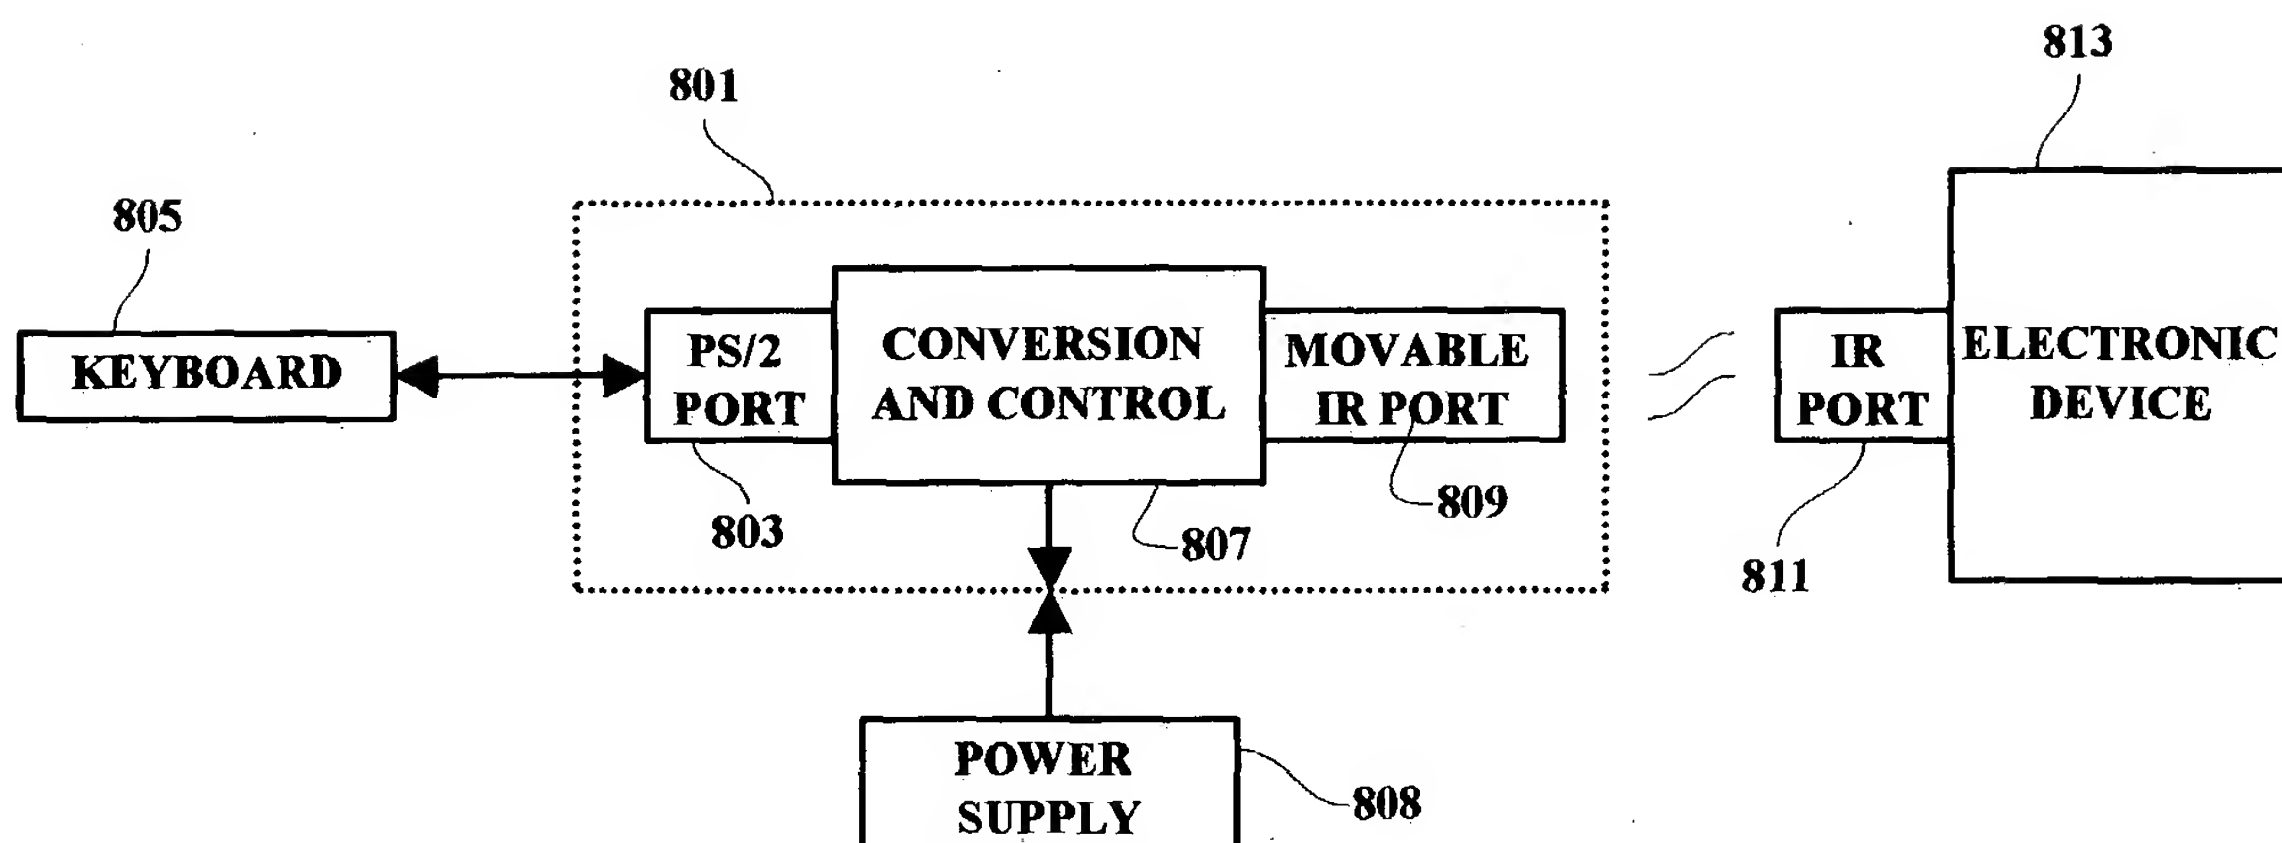 813
801
805
KEYBOARD
PS/2
PORT
CONVERSION
AND CONTROL
MOVABLE
IR PORT
IR
PORT
ELECTRONIC
DEVICE
803
809
807
811
POWER
SUPPLY
808